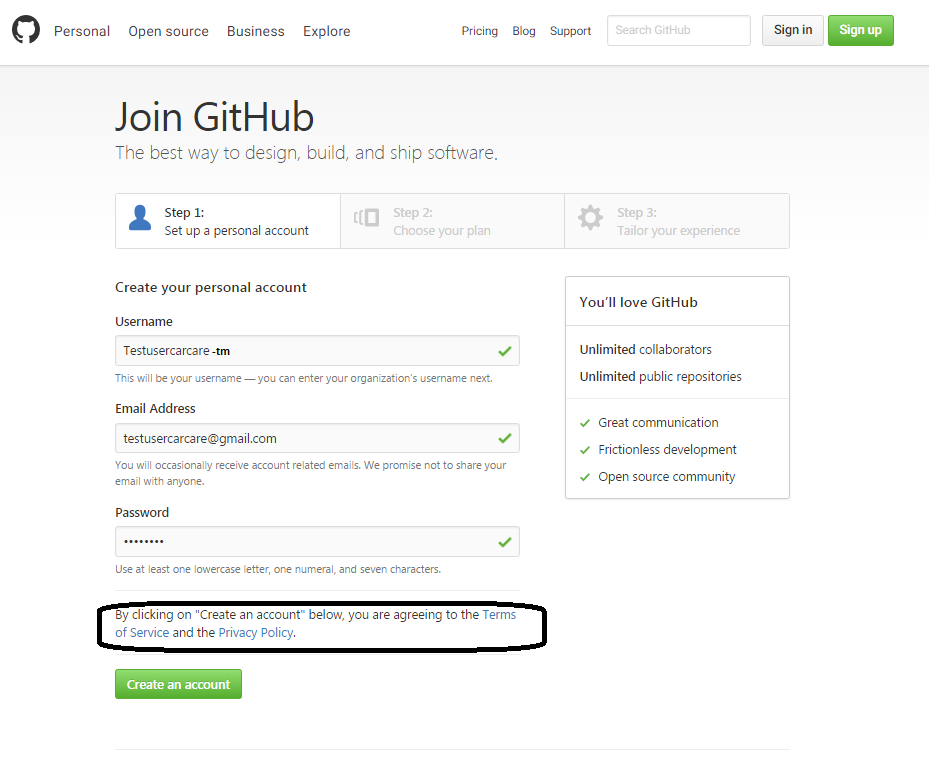 Personal Open source Business Explore Pricing Blog Support Search GitHub Sign in Sign up
Join GitHub
The best way to design, build, and ship software.
Step 1:
Set up a personal account
Step 2:
Choose your plan
Step 3:
Tailor your experience
Create your personal account
Username
Testusercarcare -tm
This will be your username — you can enter your organization's username next.
Email Address
testusercarcare@gmail.com
You will occasionally receive account related emails. We promise not to share your
email with anyone.
Password
••••••••
Use at least one lowercase letter, one numeral, and seven characters.
By clicking on "Create an account" below, you are agreeing to the Terms
of Service and the Privacy Policy.
Create an account
You'll love GitHub
Unlimited collaborators
Unlimited public repositories
Great communication
Frictionless development
Open source community